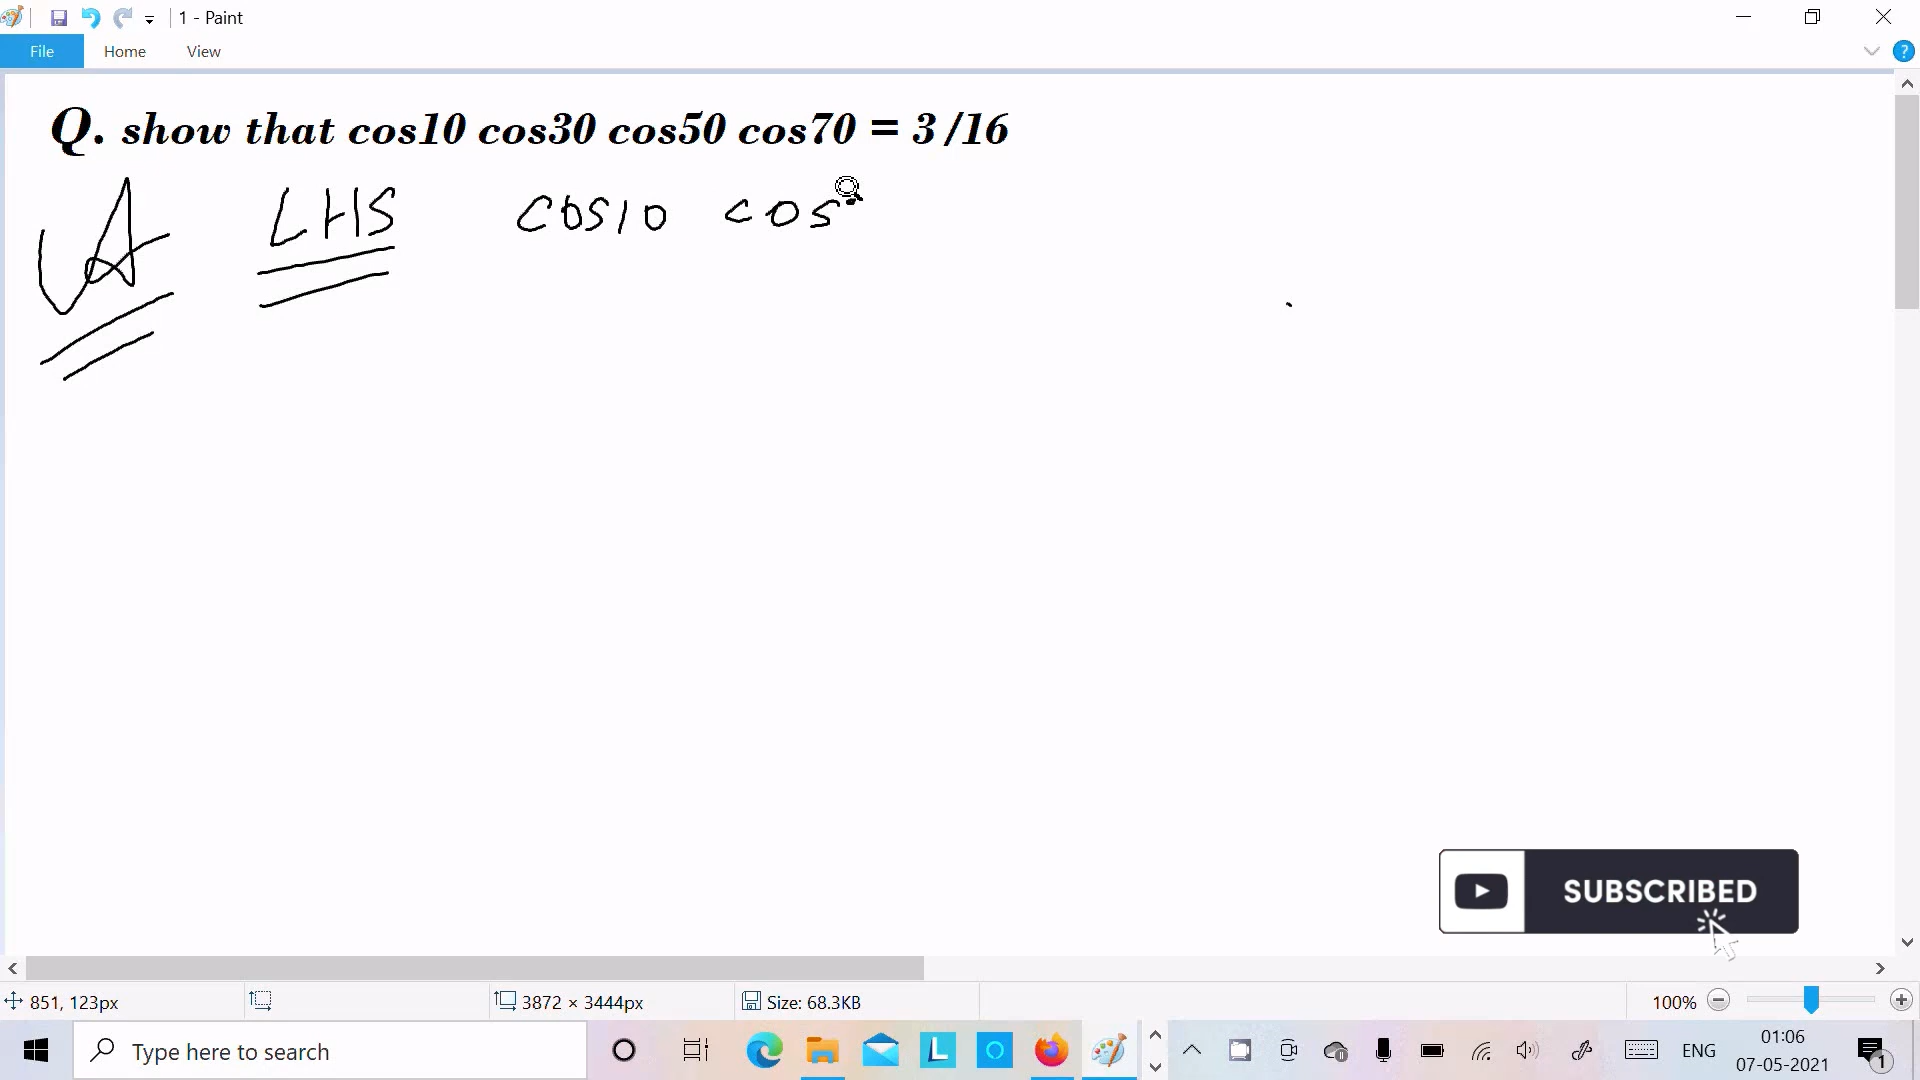 1 - Paint
File Home View
Q. show that cos10 cos30 cos50 cos70 = 3/16
LHS cos10 cos
SUBSCRIBED
851, 123px 3872 × 3444px Size: 68.3KB 100%
Type here to search
L
ENG
01:06
07-05-2021
1